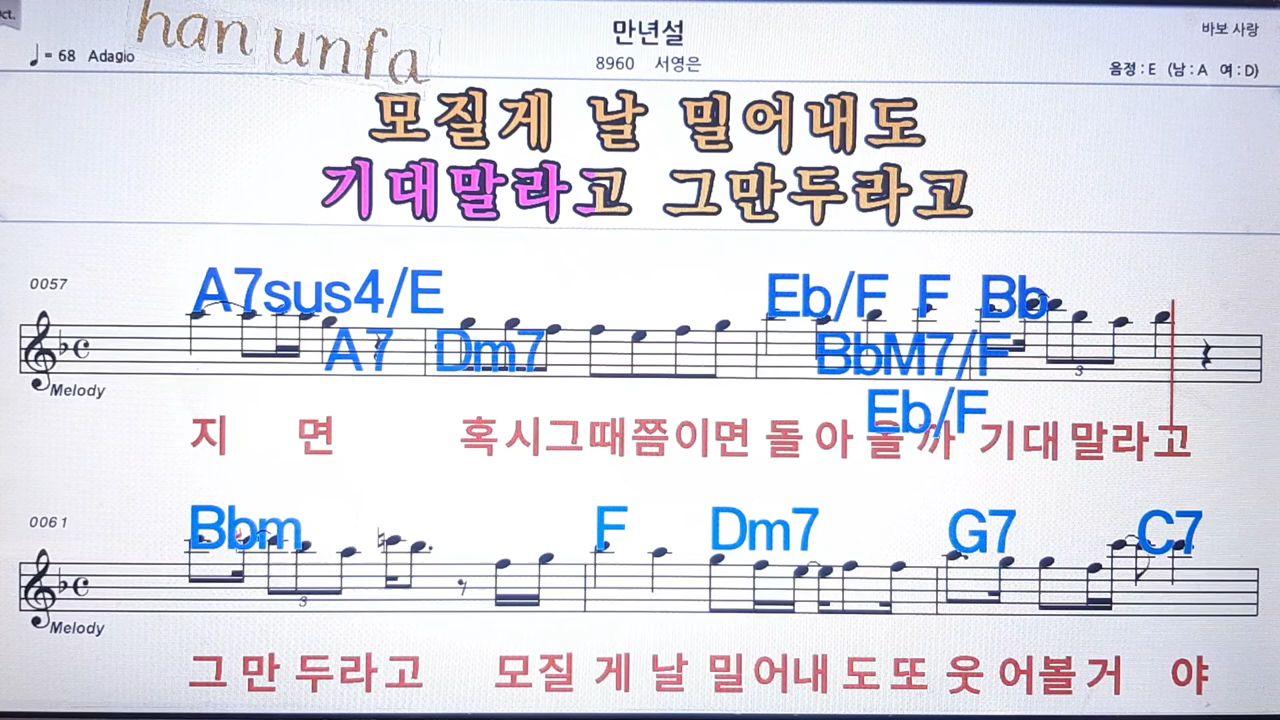 ct.
han unfa
만년설
바보 사랑
♩= 68 Adagio
8960 서영은
음정 : E (남 : A 여 : D)
모질게 날 밀어내도
기대말라고 그만두라고
0057
A7sus4/E Eb/F F Bb
A7 Dm7 BbM7/F
Eb/F
3
Melody
지 면 혹시그때쯤이면 돌 아 올 까 기대 말라고
0061
Bbm F Dm7 G7 C7
3
Melody
그 만 두라고 모질 게 날 밀어내 도 또 웃 어볼 거 야